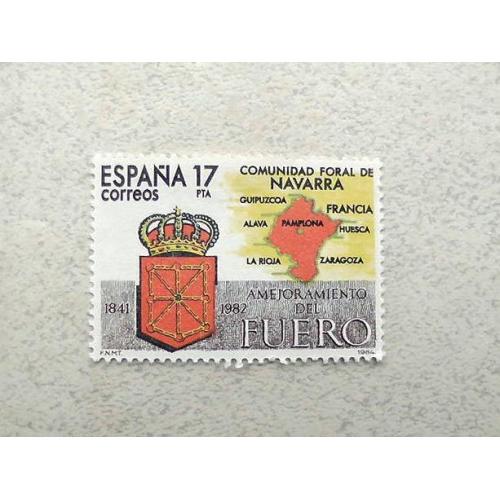 ESPAÑA 17
correos PTA
COMUNIDAD FORAL DE
NAVARRA
GUIPUZCOA
FRANCIA
ALAVA PAMPLONA HUESCA
LA RIOJA ZARAGOZA
1841 1982
AMEJORAMIENTO
DEL
FUERO
F.N.M.T. 1984